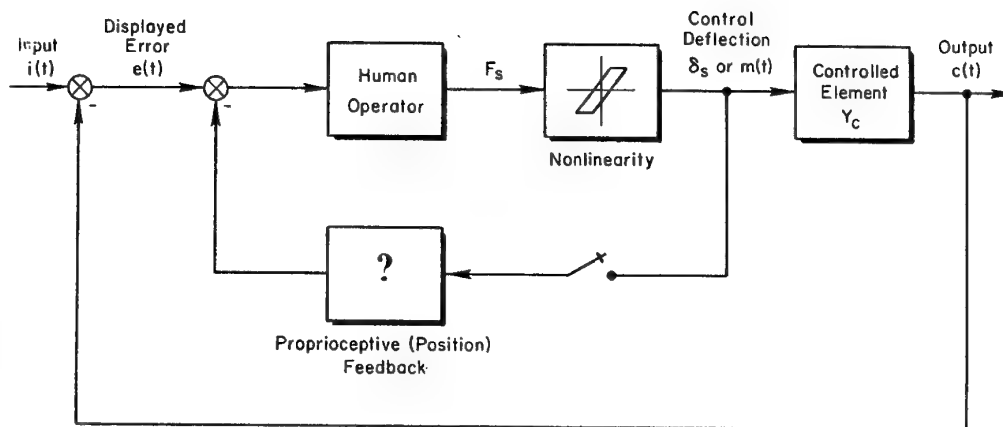 Input
i(t)
Displayed
Error
e(t)
-
-
Human
Operator
F_s
Nonlinearity
Control
Deflection
δ_s or m(t)
Controlled
Element
Y_c
Output
c(t)
?
Proprioceptive (Position)
Feedback